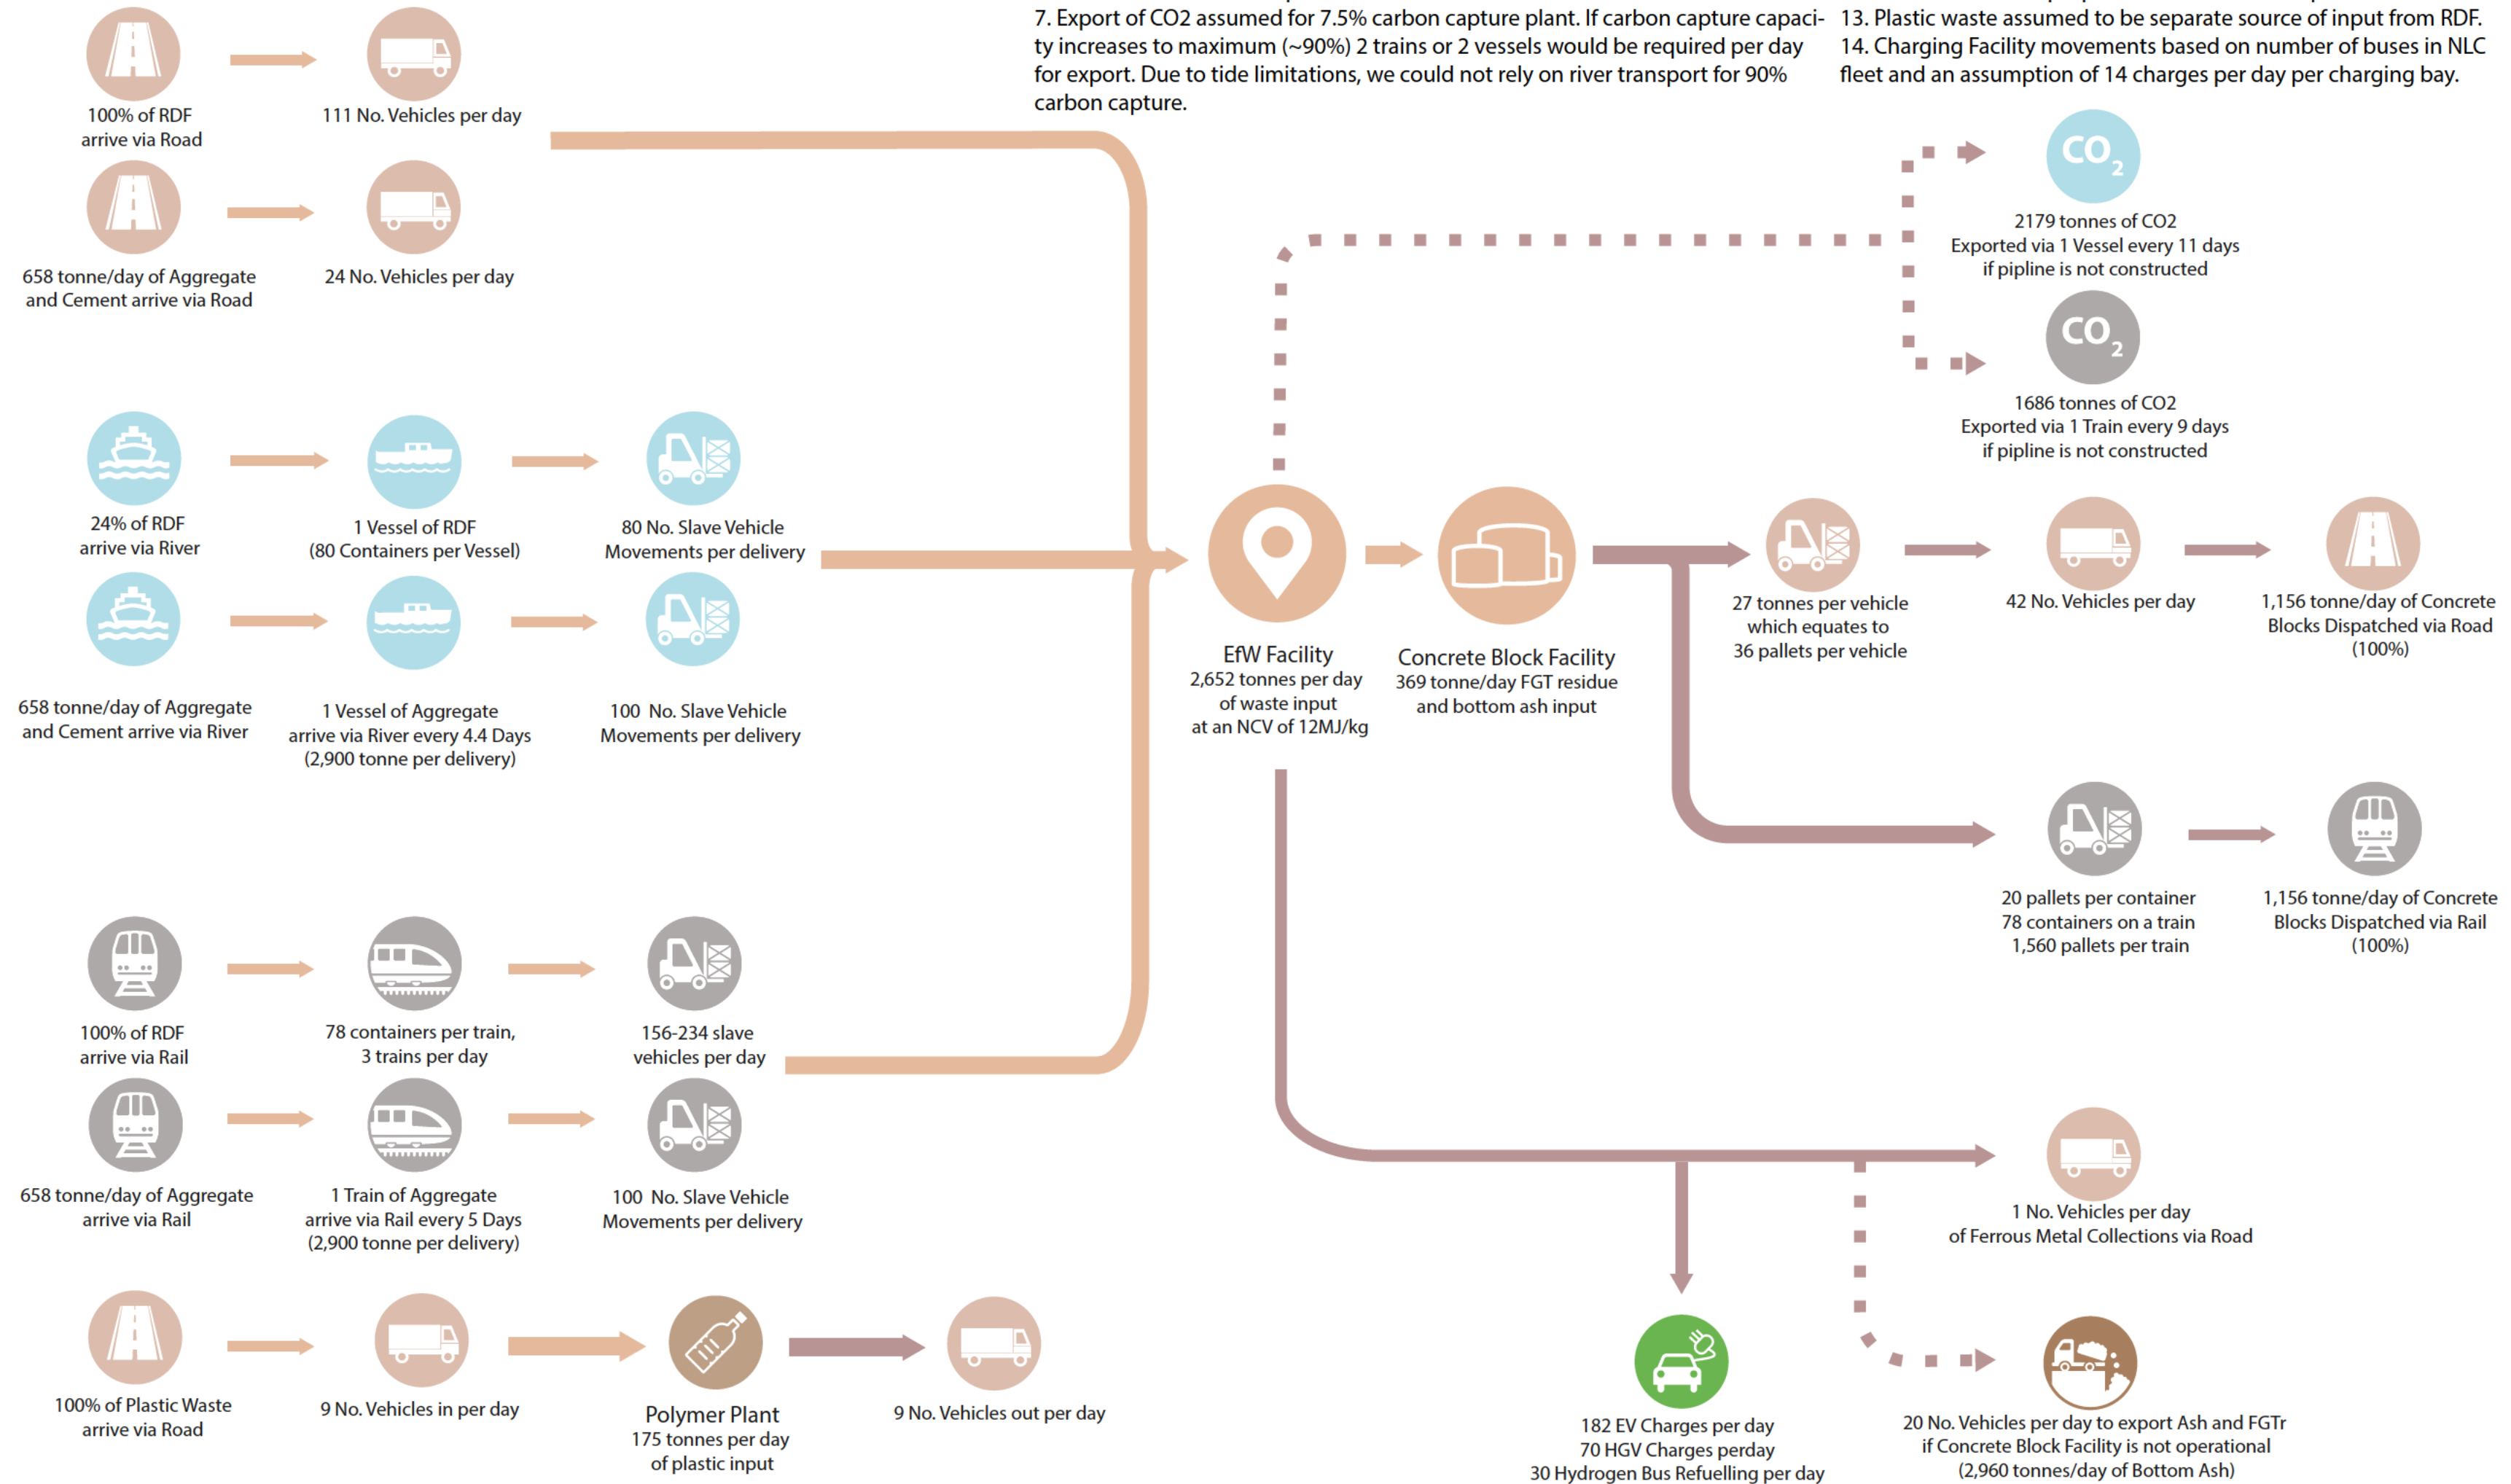 7. Export of CO2 assumed for 7.5% carbon capture plant. If carbon capture capaci-
ty increases to maximum (~90%) 2 trains or 2 vessels would be required per day
for export. Due to tide limitations, we could not rely on river transport for 90%
carbon capture.
13. Plastic waste assumed to be separate source of input from RDF.
14. Charging Facility movements based on number of buses in NLC
fleet and an assumption of 14 charges per day per charging bay.
100% of RDF
arrive via Road
111 No. Vehicles per day
658 tonne/day of Aggregate
and Cement arrive via Road
24 No. Vehicles per day
24% of RDF
arrive via River
1 Vessel of RDF
(80 Containers per Vessel)
80 No. Slave Vehicle
Movements per delivery
658 tonne/day of Aggregate
and Cement arrive via River
1 Vessel of Aggregate
arrive via River every 4.4 Days
(2,900 tonne per delivery)
100 No. Slave Vehicle
Movements per delivery
100% of RDF
arrive via Rail
78 containers per train,
3 trains per day
156-234 slave
vehicles per day
658 tonne/day of Aggregate
arrive via Rail
1 Train of Aggregate
arrive via Rail every 5 Days
(2,900 tonne per delivery)
100 No. Slave Vehicle
Movements per delivery
100% of Plastic Waste
arrive via Road
9 No. Vehicles in per day
Polymer Plant
175 tonnes per day
of plastic input
9 No. Vehicles out per day
EfW Facility
2,652 tonnes per day
of waste input
at an NCV of 12MJ/kg
Concrete Block Facility
369 tonne/day FGT residue
and bottom ash input
CO2
2179 tonnes of CO2
Exported via 1 Vessel every 11 days
if pipline is not constructed
CO2
1686 tonnes of CO2
Exported via 1 Train every 9 days
if pipline is not constructed
27 tonnes per vehicle
which equates to
36 pallets per vehicle
42 No. Vehicles per day
1,156 tonne/day of Concrete
Blocks Dispatched via Road
(100%)
20 pallets per container
78 containers on a train
1,560 pallets per train
1,156 tonne/day of Concrete
Blocks Dispatched via Rail
(100%)
1 No. Vehicles per day
of Ferrous Metal Collections via Road
182 EV Charges per day
70 HGV Charges perday
30 Hydrogen Bus Refuelling per day
20 No. Vehicles per day to export Ash and FGTr
if Concrete Block Facility is not operational
(2,960 tonnes/day of Bottom Ash)